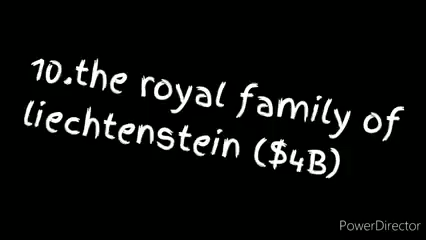 10.the royal family of
liechtenstein ($4B)
PowerDirector